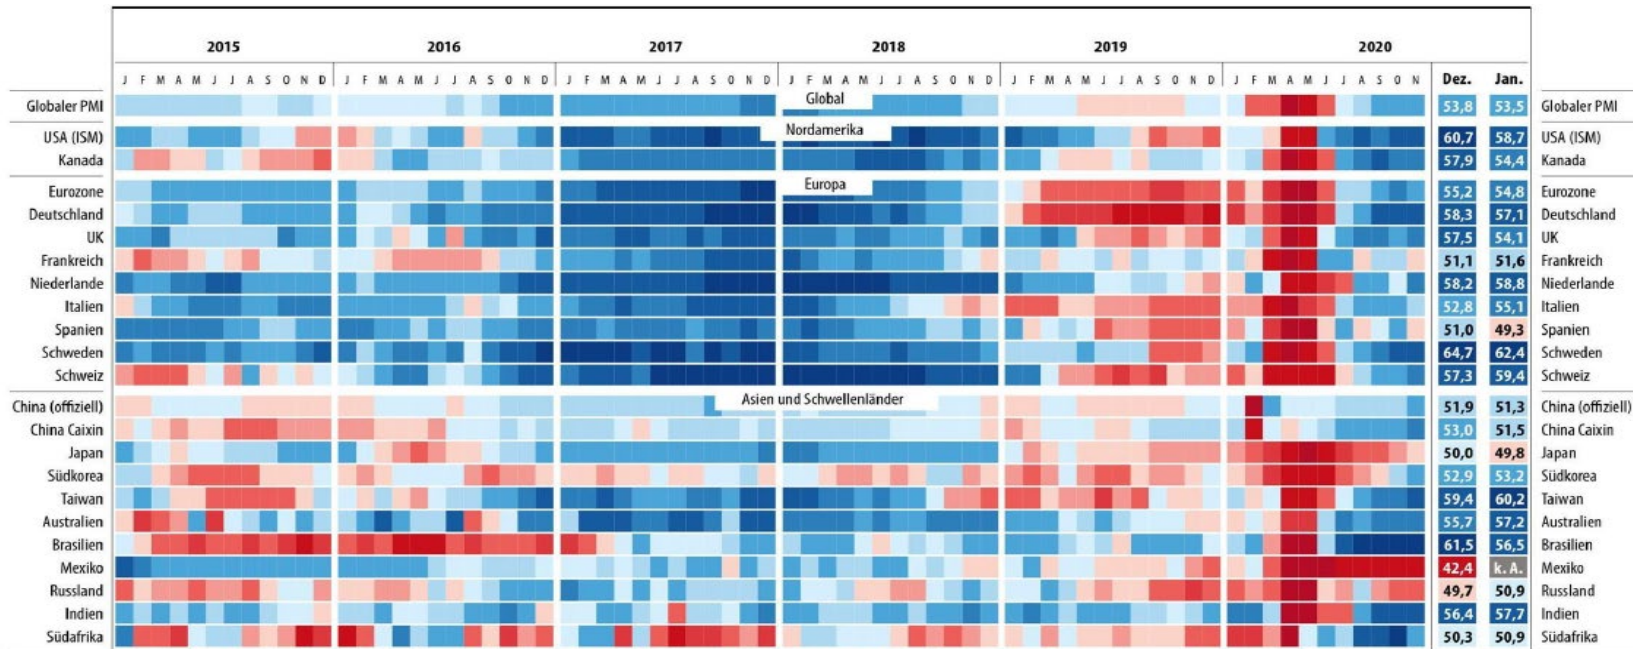 2015 2016 2017 2018 2019 2020
J F M A M J J A S O N D J F M A M J J A S O N D J F M A M J J A S O N D J F M A M J J A S O N D J F M A M J J A S O N D J F M A M J J A S O N Dez. Jan.
Globaler PMI Global 53,8 53,5 Globaler PMI
Nordamerika
USA (ISM) 60,7 58,7 USA (ISM)
Kanada 57,9 54,4 Kanada
Europa
Eurozone 55,2 54,8 Eurozone
Deutschland 58,3 57,1 Deutschland
UK 57,5 54,1 UK
Frankreich 51,1 51,6 Frankreich
Niederlande 58,2 58,8 Niederlande
Italien 52,8 55,1 Italien
Spanien 51,0 49,3 Spanien
Schweden 64,7 62,4 Schweden
Schweiz 57,3 59,4 Schweiz
Asien und Schwellenländer
China (offiziell) 51,9 51,3 China (offiziell)
China Caixin 53,0 51,5 China Caixin
Japan 50,0 49,8 Japan
Südkorea 52,9 53,2 Südkorea
Taiwan 59,4 60,2 Taiwan
Australien 55,7 57,2 Australien
Brasilien 61,5 56,5 Brasilien
Mexiko 42,4 k. A. Mexiko
Russland 49,7 50,9 Russland
Indien 56,4 57,7 Indien
Südafrika 50,3 50,9 Südafrika